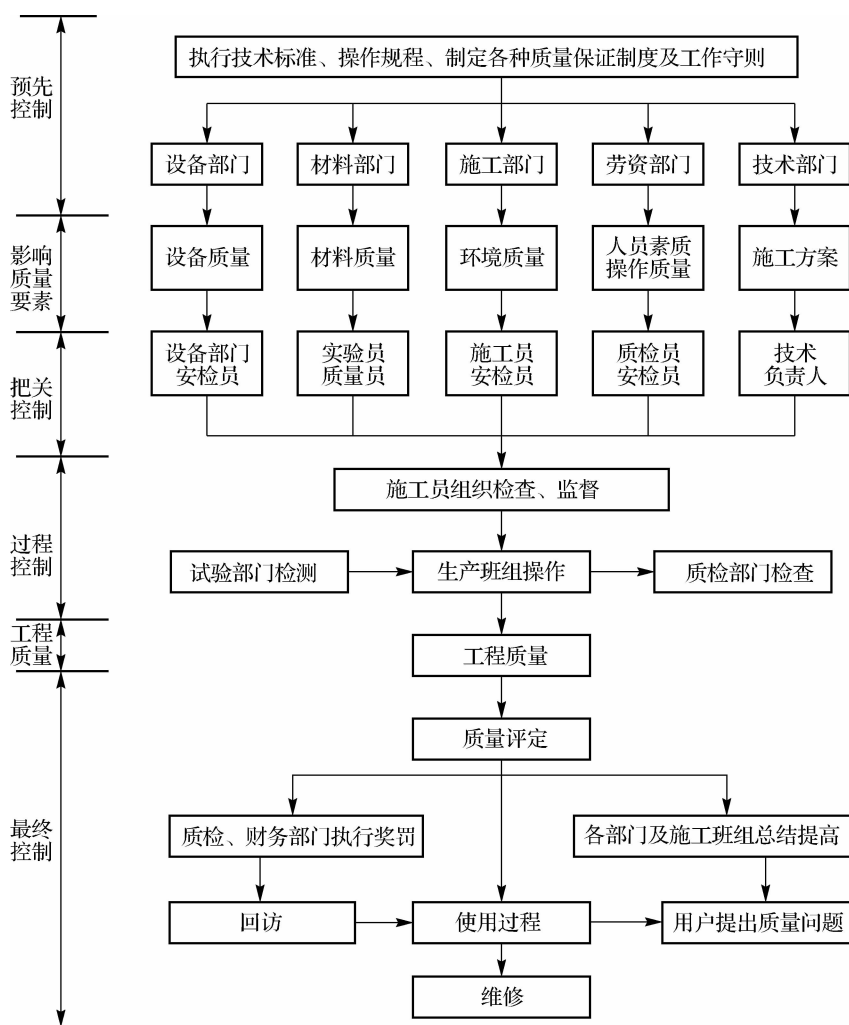 执行技术标准、操作规程、制定各种质量保证制度及工作守则
预先
控制
设备部门
材料部门
施工部门
劳资部门
技术部门
影响
质量
要素
设备质量
材料质量
环境质量
人员素质
操作质量
施工方案
把关
控制
设备部门
安检员
实验员
质量员
施工员
安检员
质检员
安检员
技术
负责人
施工员组织检查、监督
过程
控制
试验部门检测
生产班组操作
质检部门检查
工程
质量
工程质量
质量评定
最终
控制
质检、财务部门执行奖罚
各部门及施工班组总结提高
回访
使用过程
用户提出质量问题
维修